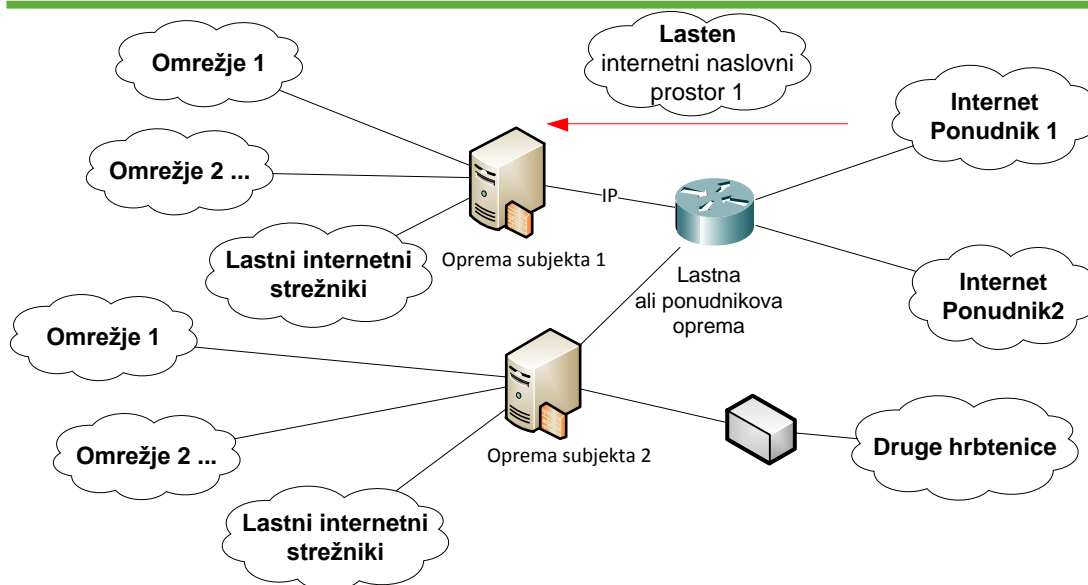 Omrežje 1
Lasten
internetni naslovni
prostor 1
Internet
Ponudnik 1
Omrežje 2 ...
IP
Lastni internetni
strežniki
Oprema subjekta 1
Lastna
ali ponudnikova
oprema
Internet
Ponudnik2
Omrežje 1
Omrežje 2 ...
Oprema subjekta 2
Druge hrbtenice
Lastni internetni
strežniki